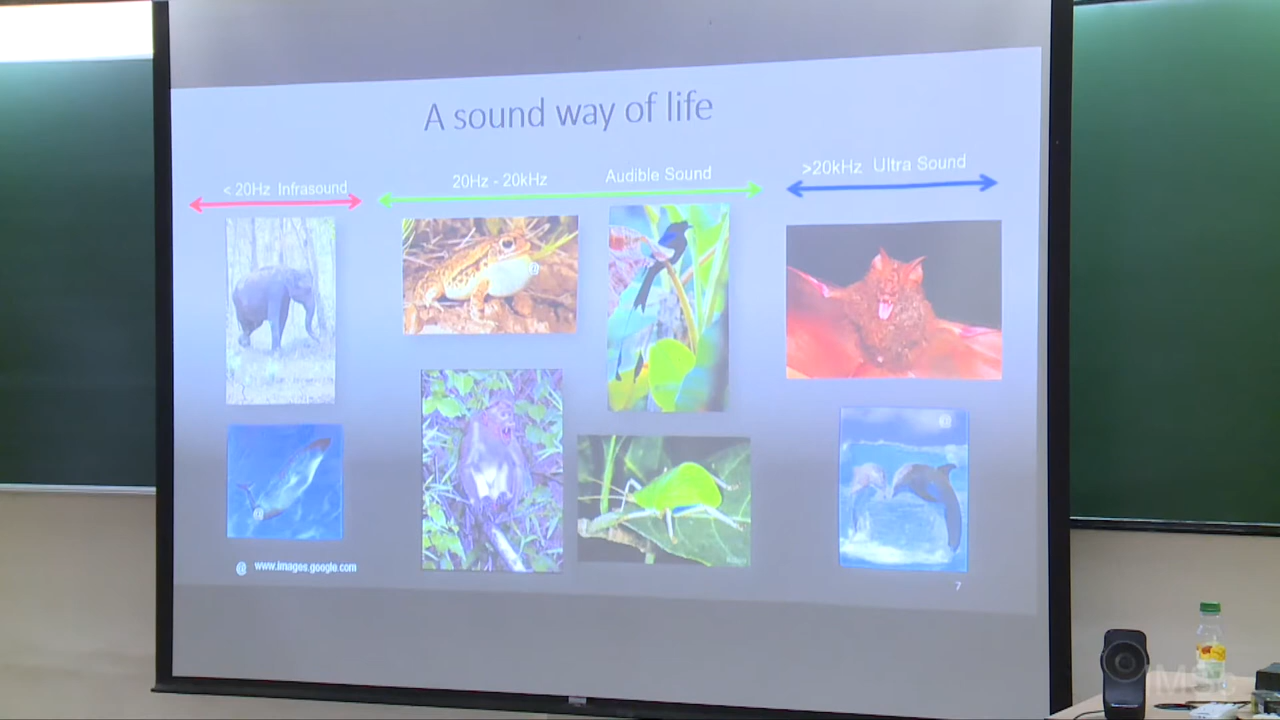 A sound way of life
< 20Hz Infrasound
20Hz - 20kHz
Audible Sound
>20kHz Ultra Sound
@ www.images.google.com
7